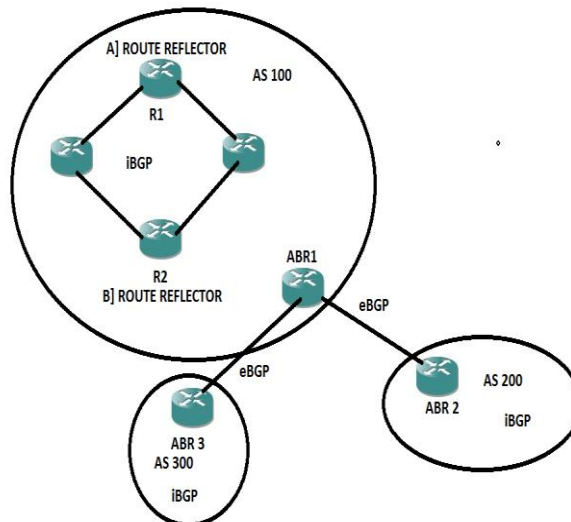 A] ROUTE REFLECTOR
AS 100
R1
iBGP
R2
B] ROUTE REFLECTOR
ABR1
eBGP
eBGP
AS 200
ABR 2
iBGP
ABR 3
AS 300
iBGP